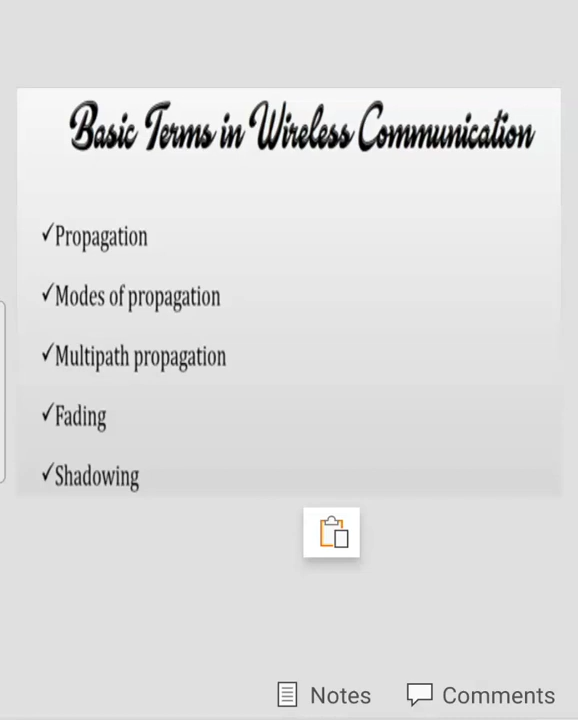 Basic Terms in Wireless Communication
✓Propagation
✓Modes of propagation
✓Multipath propagation
✓Fading
✓Shadowing
Notes
Comments